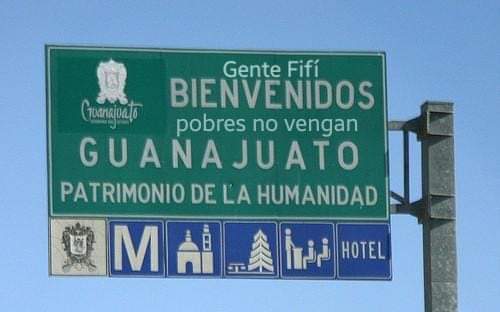 Gente Fifí
BIENVENIDOS
Guanajuato
pobres no vengan
GUANAJUATO
PATRIMONIO DE LA HUMANIDAD
M
HOTEL